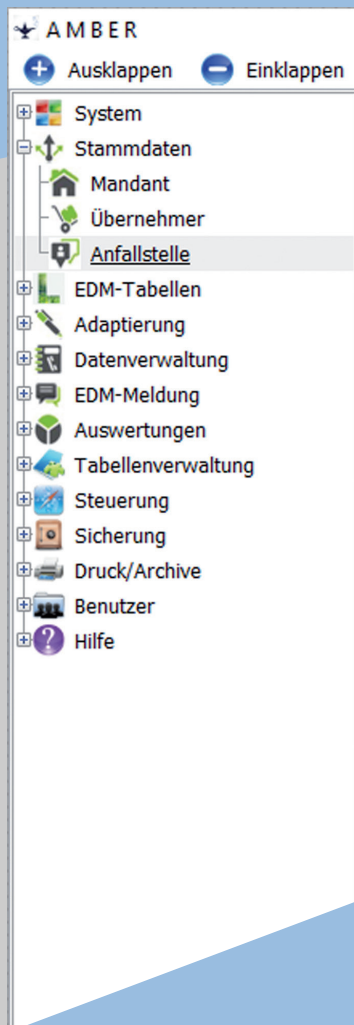 AMBER
Ausklappen Einklappen
System
Stammdaten
Mandant
Übernehmer
Anfallstelle
EDM-Tabellen
Adaptierung
Datenverwaltung
EDM-Meldung
Auswertungen
Tabellenverwaltung
Steuerung
Sicherung
Druck/Archive
Benutzer
Hilfe